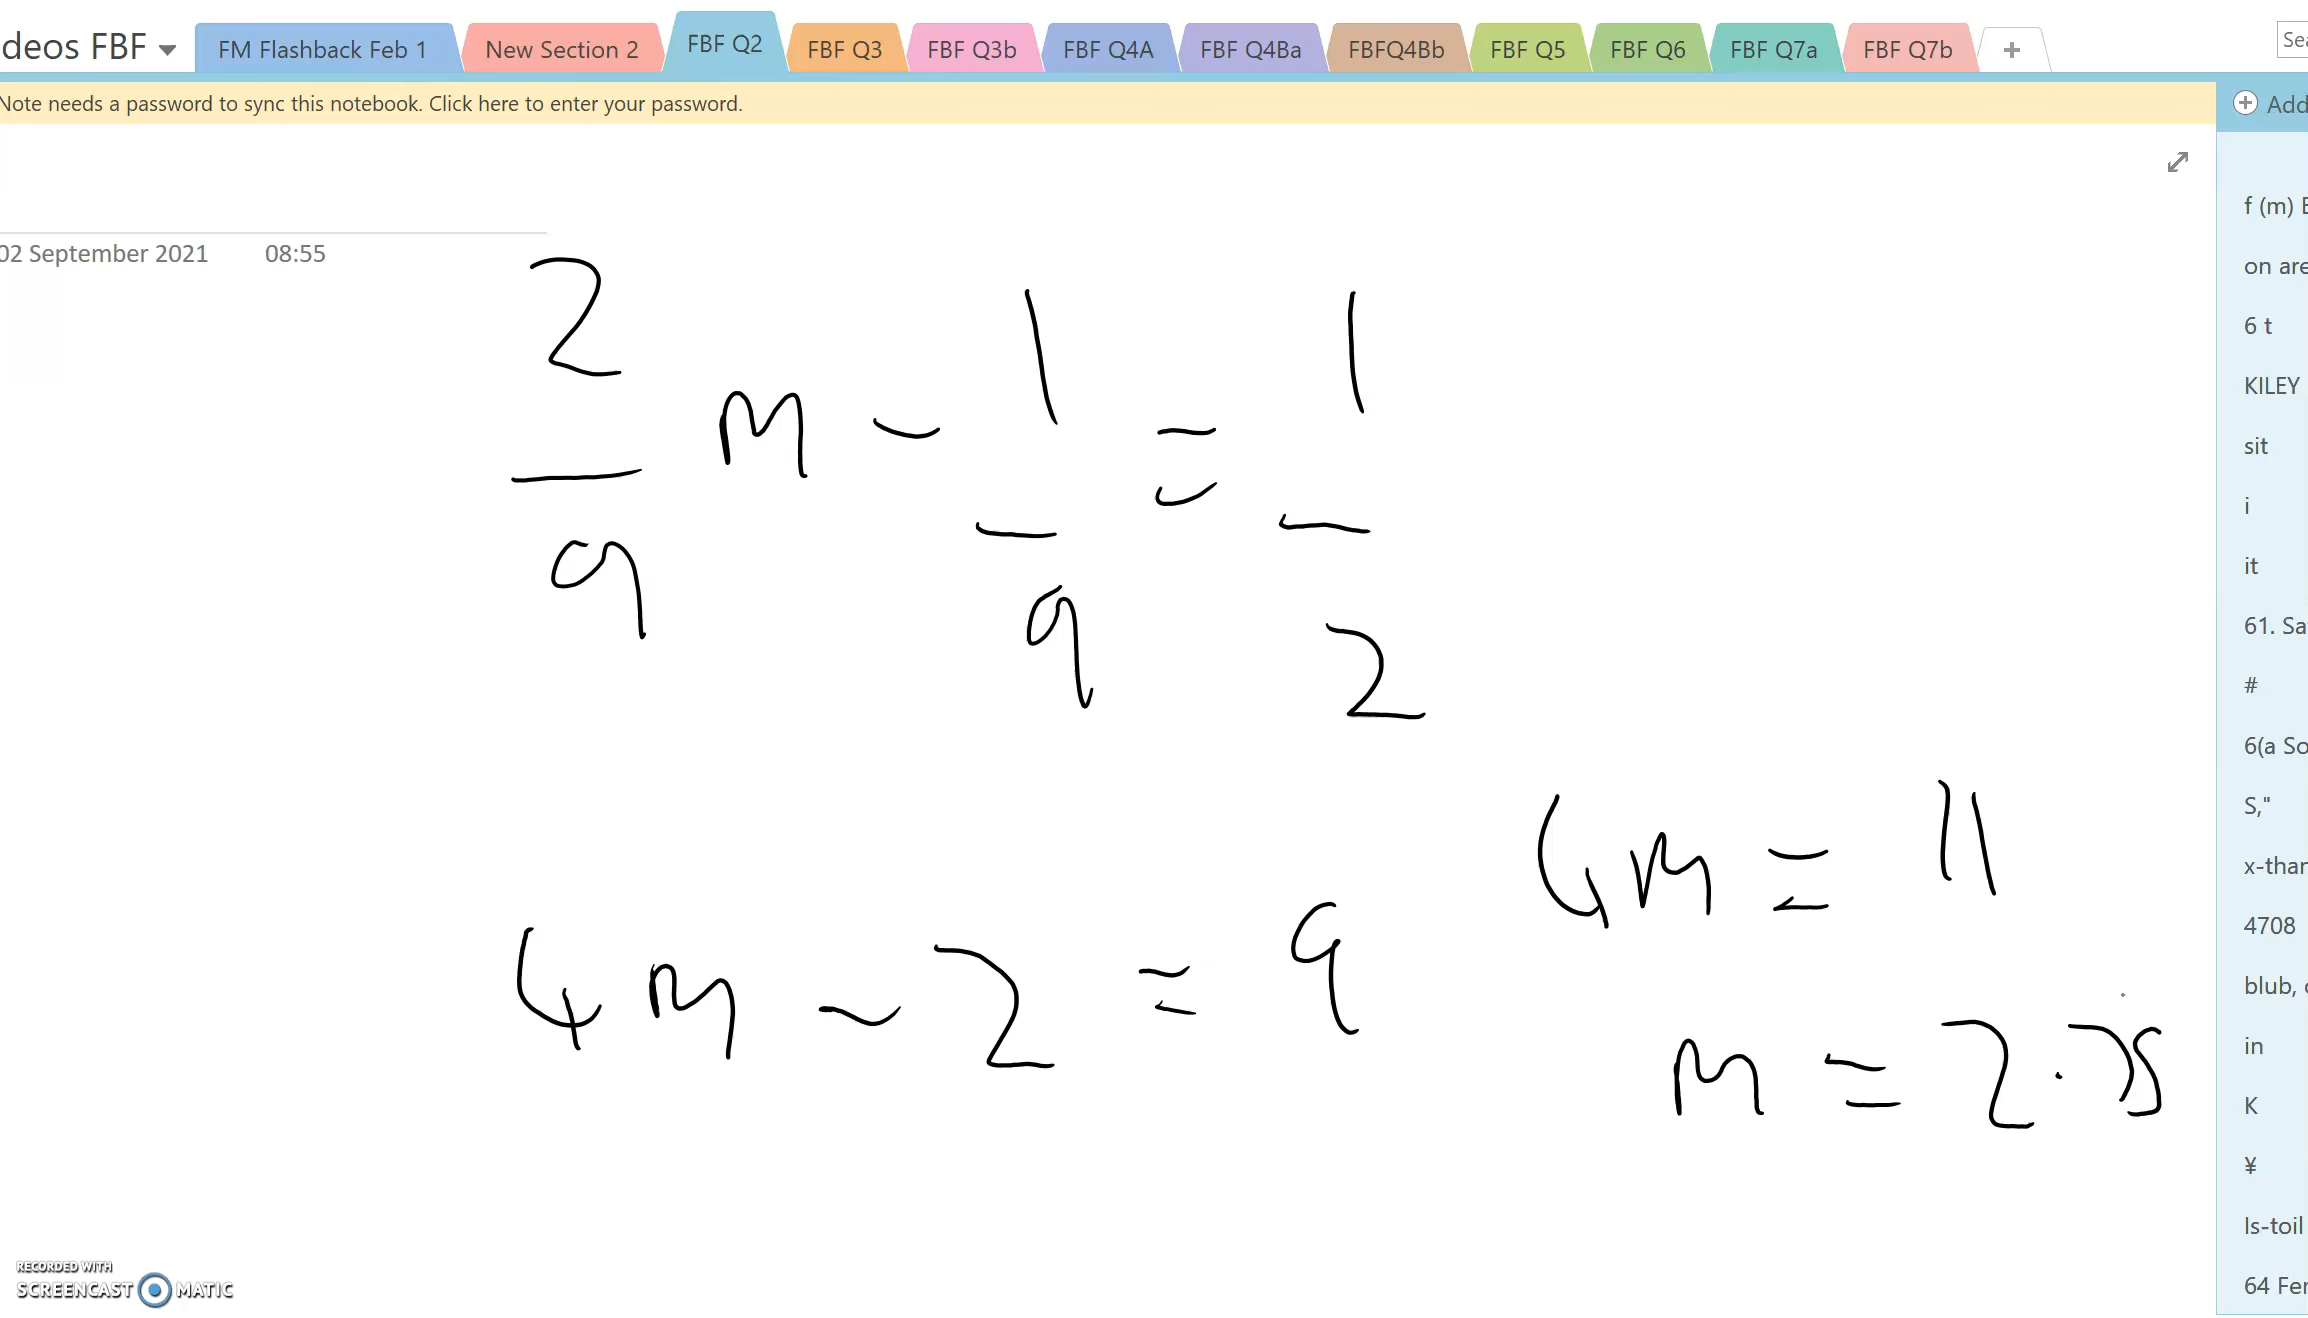 deos FBF
FM Flashback Feb 1
New Section 2
FBF Q2
FBF Q3
FBF Q3b
FBF Q4A
FBF Q4Ba
FBFQ4Bb
FBF Q5
FBF Q6
FBF Q7a
FBF Q7b
+
Sea
Note needs a password to sync this notebook. Click here to enter your password.
Add
02 September 2021 08:55
2/9 m - 1/9 = 1/2
4m - 2 = 9
4m = 11
m = 2.75
f (m) E
on are
6 t
KILEY
sit
i
it
61. Sa
#
6(a So
S,"
x-thar
4708
blub,
in
K
¥
Is-toil
64 Fer
RECORDED WITH
SCREENCAST MATIC